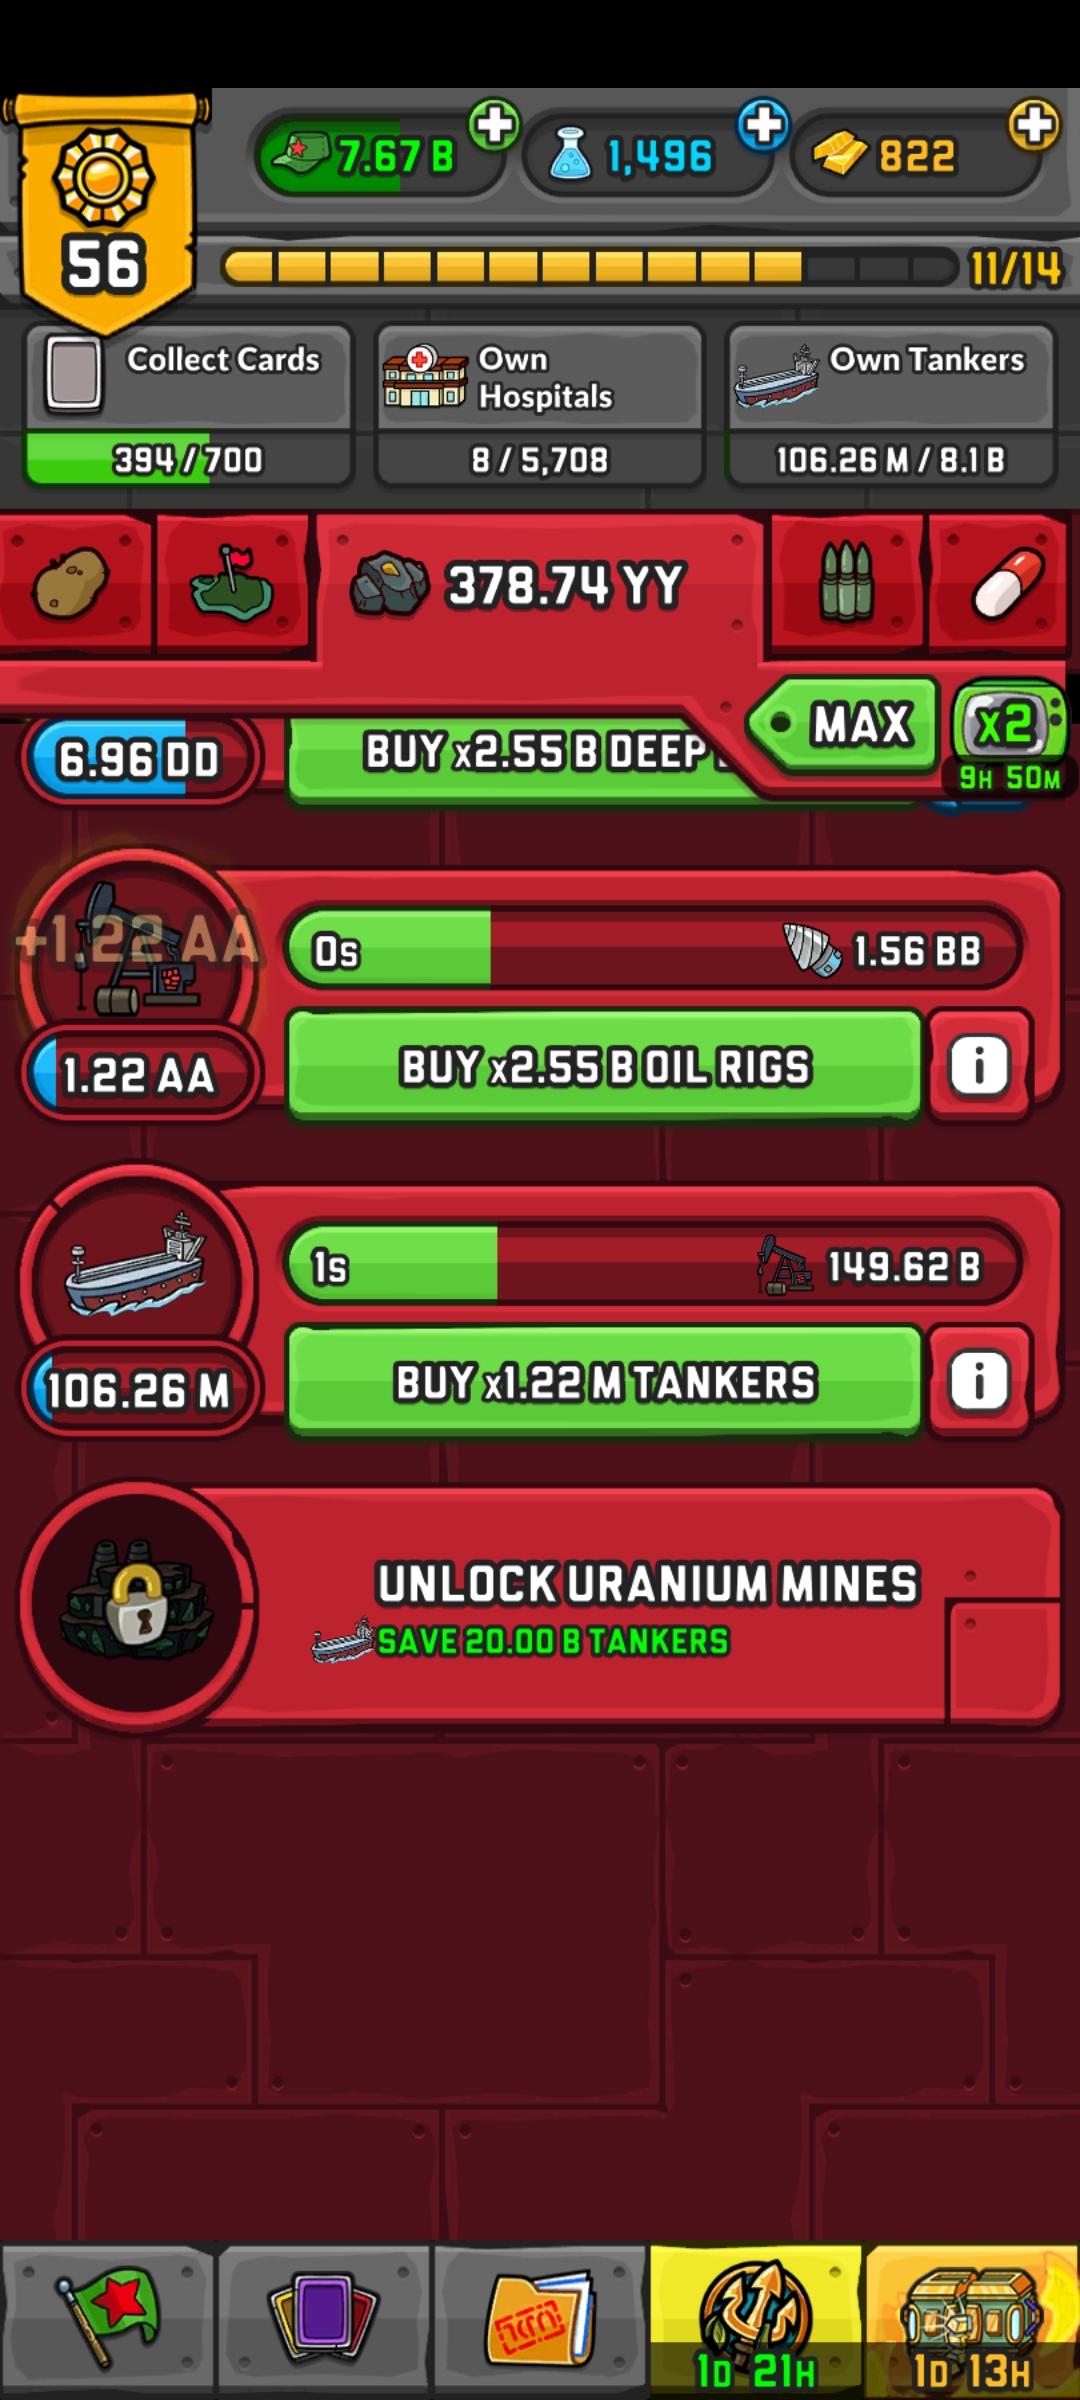 7.67 B
1,496
822
56
11/14
Collect Cards
394/700
Own
Hospitals
8/5,708
Own Tankers
106.26 M/8.1 B
378.74 YY
MAX
x2
9H 50M
6.96 DD
BUY x2.55 B DEEP
+1.22 AA
0s
1.56 BB
1.22 AA
BUY x2.55 B OIL RIGS
i
1s
149.62 B
106.26 M
BUY x1.22 M TANKERS
i
UNLOCK URANIUM MINES
SAVE 20.00 B TANKERS
1D 21H
1D 13H